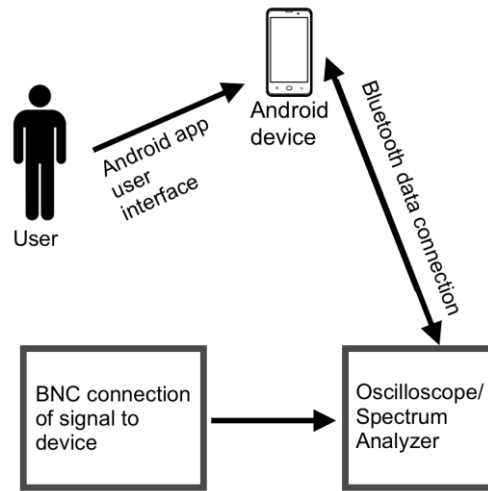 Android
device
Android app
user
interface
Bluetooth data connection
User
BNC connection
of signal to
device
Oscilloscope/
Spectrum
Analyzer